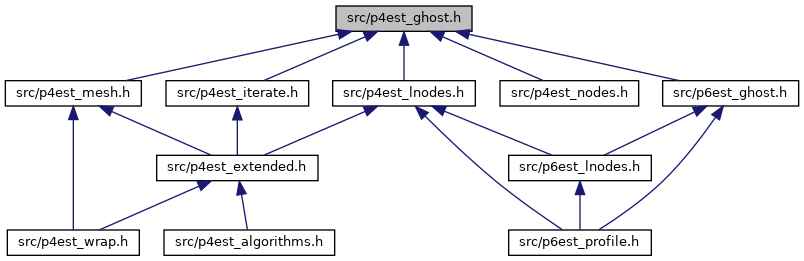 src/p4est_ghost.h
src/p4est_mesh.h
src/p4est_iterate.h
src/p4est_lnodes.h
src/p4est_nodes.h
src/p6est_ghost.h
src/p4est_extended.h
src/p6est_lnodes.h
src/p4est_wrap.h
src/p4est_algorithms.h
src/p6est_profile.h